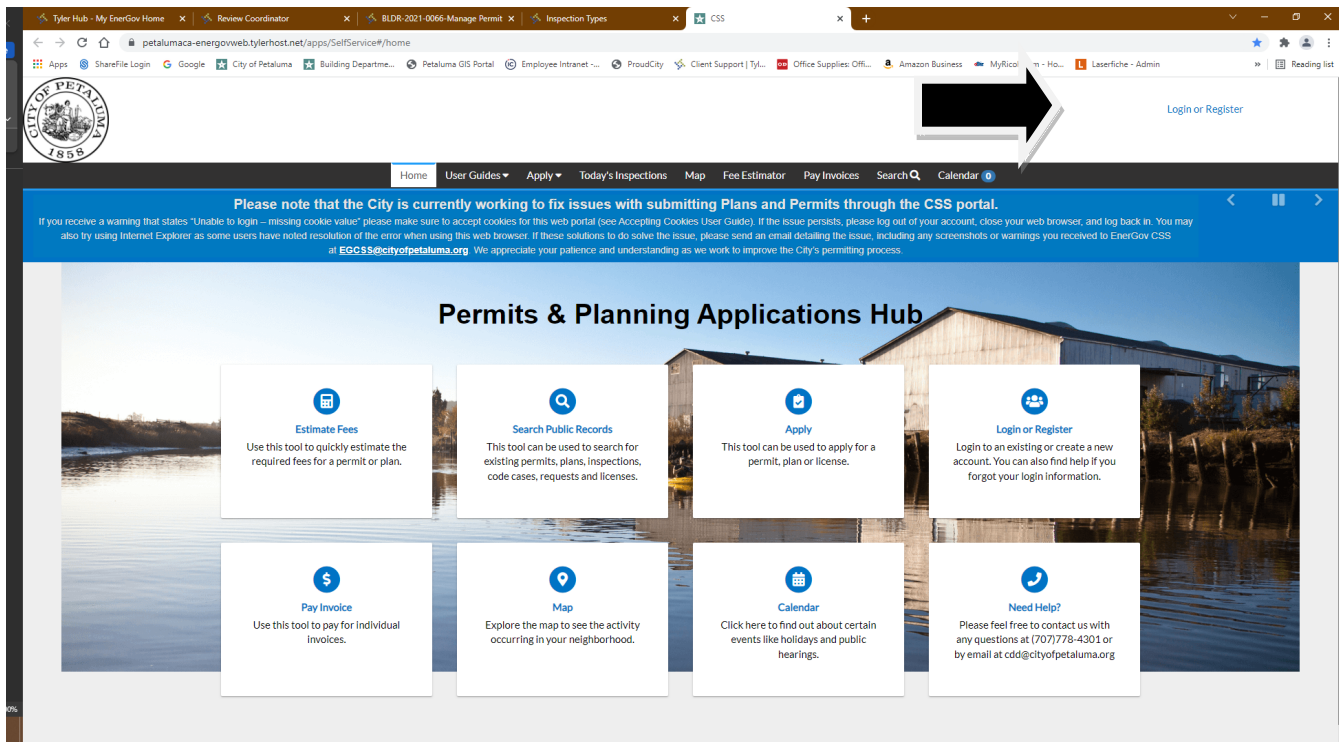 Tyler Hub - My EnerGov Home
Review Coordinator
BLDR-2021-0066-Manage Permit
Inspection Types
CSS
petalumaca-energovweb.tylerhost.net/apps/SelfService#/home
Apps
ShareFile Login
Google
City of Petaluma
Building Departme...
Petaluma GIS Portal
Employee Intranet -...
ProudCity
Client Support | Tyl...
Office Supplies: Offi...
Amazon Business
Laserfiche - Admin
Reading list
CITY OF PETALUMA
1858
Login or Register
Home
User Guides
Apply
Today's Inspections
Map
Fee Estimator
Pay Invoices
Search
Calendar 0
Please note that the City is currently working to fix issues with submitting Plans and Permits through the CSS portal.
If you receive a warning that states "Unable to login – missing cookie value" please make sure to accept cookies for this web portal (see Accepting Cookies User Guide). If the issue persists, please log out of your account, close your web browser, and log back in. You may
also try using Internet Explorer as some users have noted resolution of the error when using this web browser. If these solutions to do solve the issue, please send an email detailing the issue, including any screenshots or warnings you received to EnerGov CSS
at EGCSS@cityofpetaluma.org. We appreciate your patience and understanding as we work to improve the City's permitting process.
Permits & Planning Applications Hub
Estimate Fees
Use this tool to quickly estimate the
required fees for a permit or plan.
Search Public Records
This tool can be used to search for
existing permits, plans, inspections,
code cases, requests and licenses.
Apply
This tool can be used to apply for a
permit, plan or license.
Login or Register
Login to an existing or create a new
account. You can also find help if you
forgot your login information.
Pay Invoice
Use this tool to pay for individual
invoices.
Map
Explore the map to see the activity
occurring in your neighborhood.
Calendar
Click here to find out about certain
events like holidays and public
hearings.
Need Help?
Please feel free to contact us with
any questions at (707)778-4301 or
by email at cdd@cityofpetaluma.org